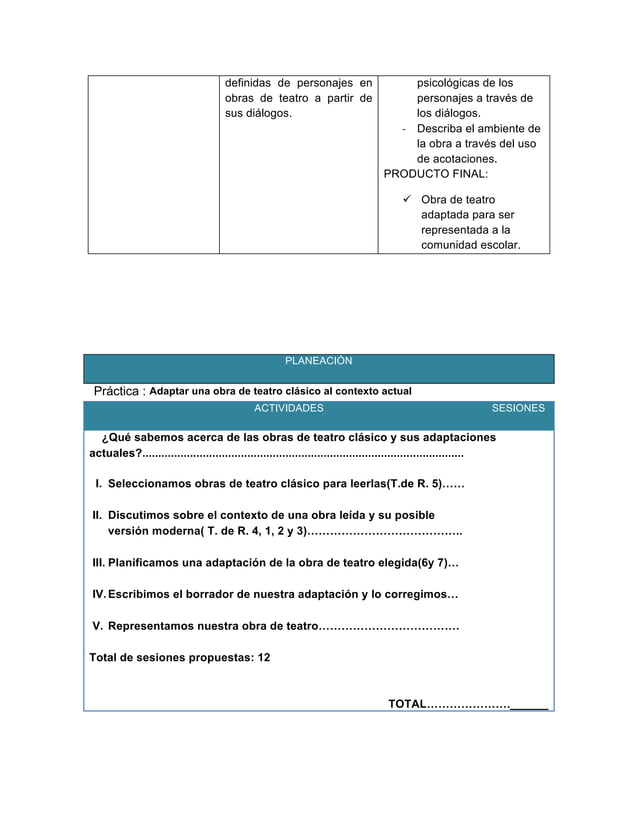 definidas de personajes en
obras de teatro a partir de
sus diálogos.
psicológicas de los
personajes a través de
los diálogos.
- Describa el ambiente de
la obra a través del uso
de acotaciones.
PRODUCTO FINAL:
✓ Obra de teatro
adaptada para ser
representada a la
comunidad escolar.
PLANEACIÓN
Práctica : Adaptar una obra de teatro clásico al contexto actual
ACTIVIDADES SESIONES
¿Qué sabemos acerca de las obras de teatro clásico y sus adaptaciones
actuales?.....................................................................................................
I. Seleccionamos obras de teatro clásico para leerlas(T.de R. 5)……
II. Discutimos sobre el contexto de una obra leída y su posible
versión moderna( T. de R. 4, 1, 2 y 3)…………………………………..
III. Planificamos una adaptación de la obra de teatro elegida(6y 7)…
IV. Escribimos el borrador de nuestra adaptación y lo corregimos…
V. Representamos nuestra obra de teatro………………………………
Total de sesiones propuestas: 12
TOTAL………………….______